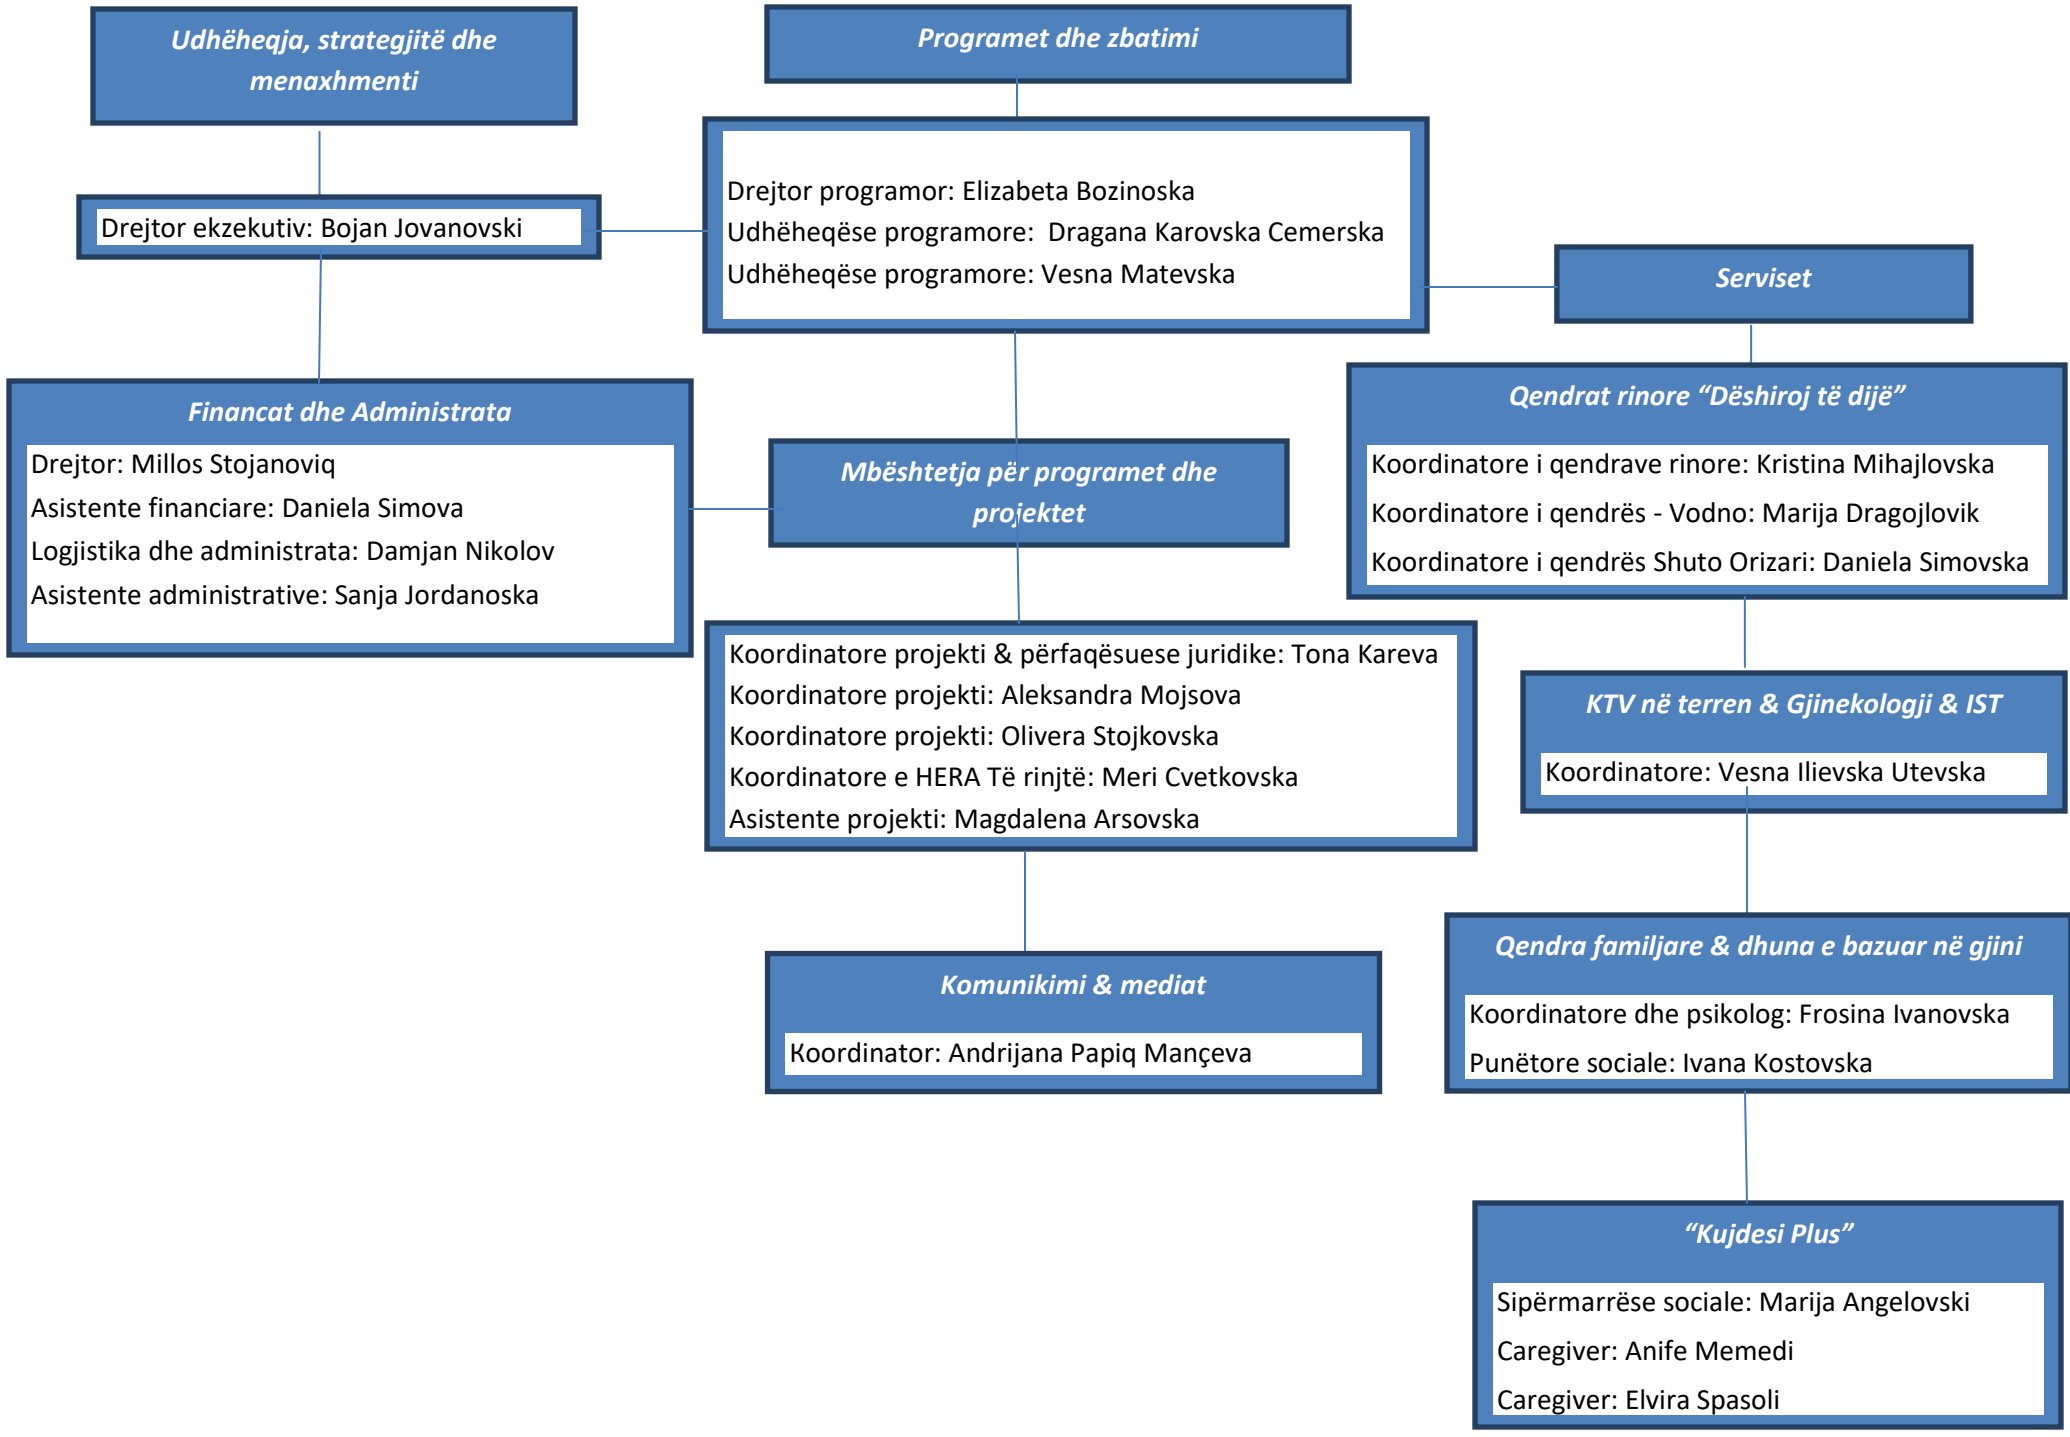 Udhëheqja, strategjitë dhe
menaxhmenti
Drejtor ekzekutiv: Bojan Jovanovski
Financat dhe Administrata
Drejtor: Millos Stojanoviq
Asistente financiare: Daniela Simova
Logjistika dhe administrata: Damjan Nikolov
Asistente administrative: Sanja Jordanoska
Programet dhe zbatimi
Drejtor programor: Elizabeta Bozinoska
Udhëheqëse programore:  Dragana Karovska Cemerska
Udhëheqëse programore: Vesna Matevska
Mbështetja për programet dhe
projektet
Koordinatore projekti & përfaqësuese juridike: Tona Kareva
Koordinatore projekti: Aleksandra Mojsova
Koordinatore projekti: Olivera Stojkovska
Koordinatore e HERA Të rinjtë: Meri Cvetkovska
Asistente projekti: Magdalena Arsovska
Komunikimi & mediat
Koordinator: Andrijana Papiq Mançeva
Serviset
Qendrat rinore “Dëshiroj të dijë”
Koordinatore i qendrave rinore: Kristina Mihajlovska
Koordinatore i qendrës - Vodno: Marija Dragojlovik
Koordinatore i qendrës Shuto Orizari: Daniela Simovska
KTV në terren & Gjinekologji & IST
Koordinatore: Vesna Ilievska Utevska
Qendra familjare & dhuna e bazuar në gjini
Koordinatore dhe psikolog: Frosina Ivanovska
Punëtore sociale: Ivana Kostovska
“Kujdesi Plus”
Sipërmarrëse sociale: Marija Angelovski
Caregiver: Anife Memedi
Caregiver: Elvira Spasoli